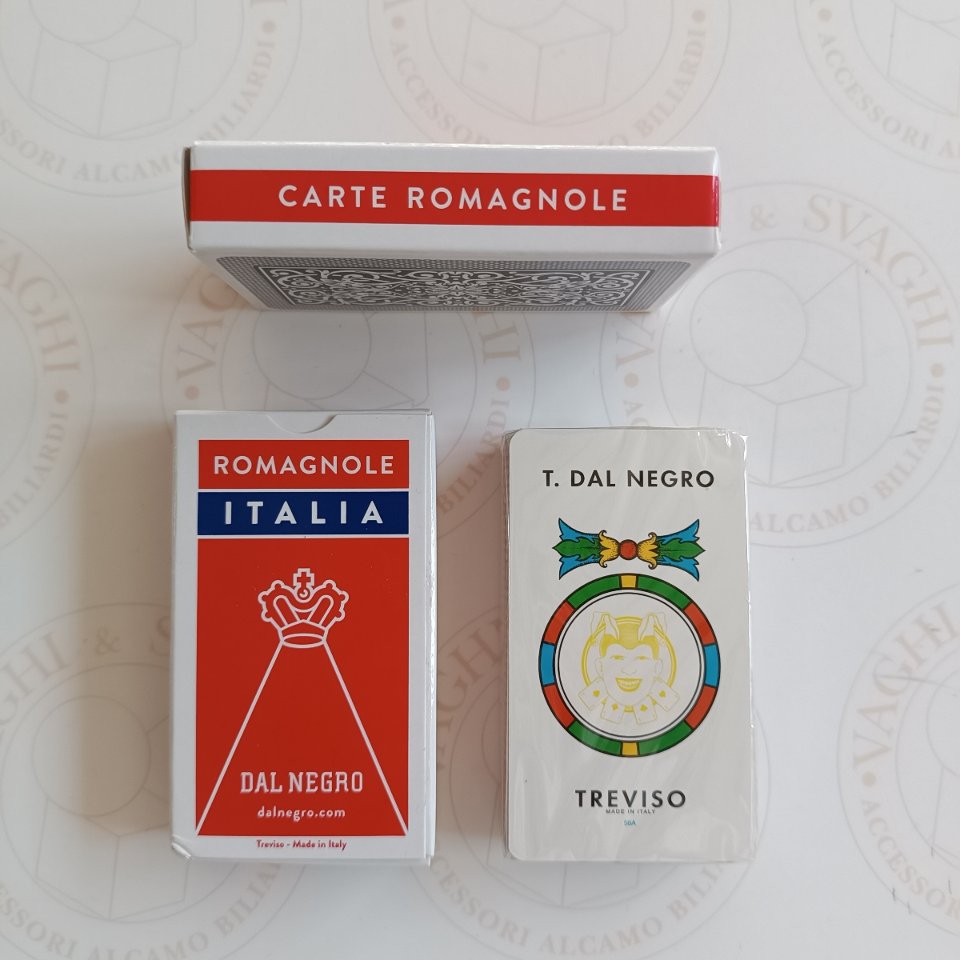 CARTE ROMAGNOLE
ROMAGNOLE
ITALIA
DAL NEGRO
dalnegro.com
Treviso - Made in Italy
T. DAL NEGRO
TREVISO
MADE IN ITALY
VAGHI & SVAGHI
ACCESSORI ALCAMO BILIARDI